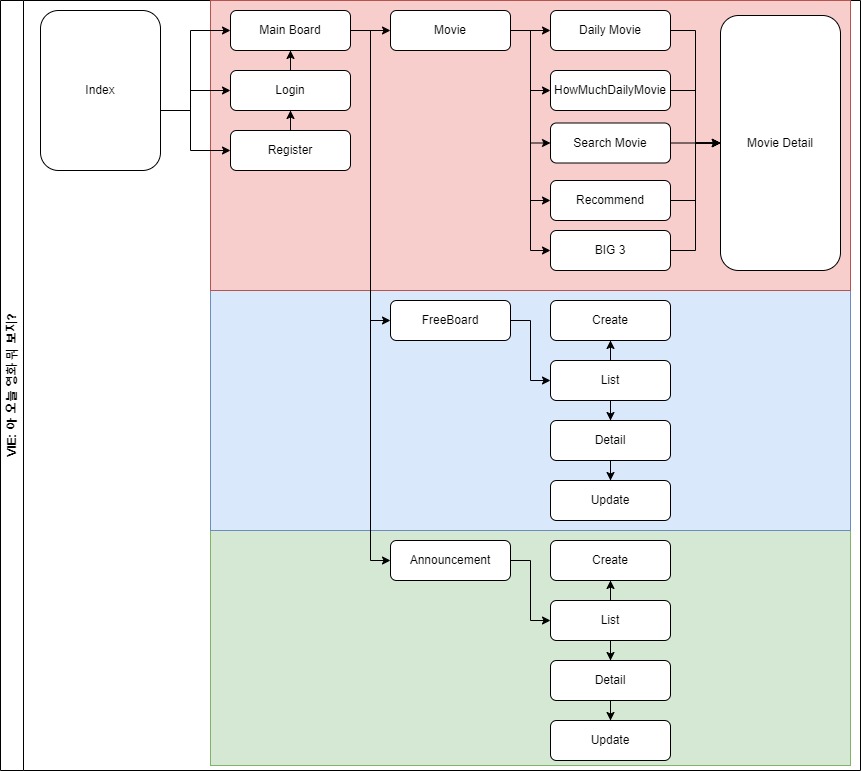 VIE: 아 오늘 영화 뭐 보지?
Index
Main Board
Login
Register
Movie
Daily Movie
HowMuchDailyMovie
Search Movie
Recommend
BIG 3
Movie Detail
FreeBoard
Create
List
Detail
Update
Announcement
Create
List
Detail
Update